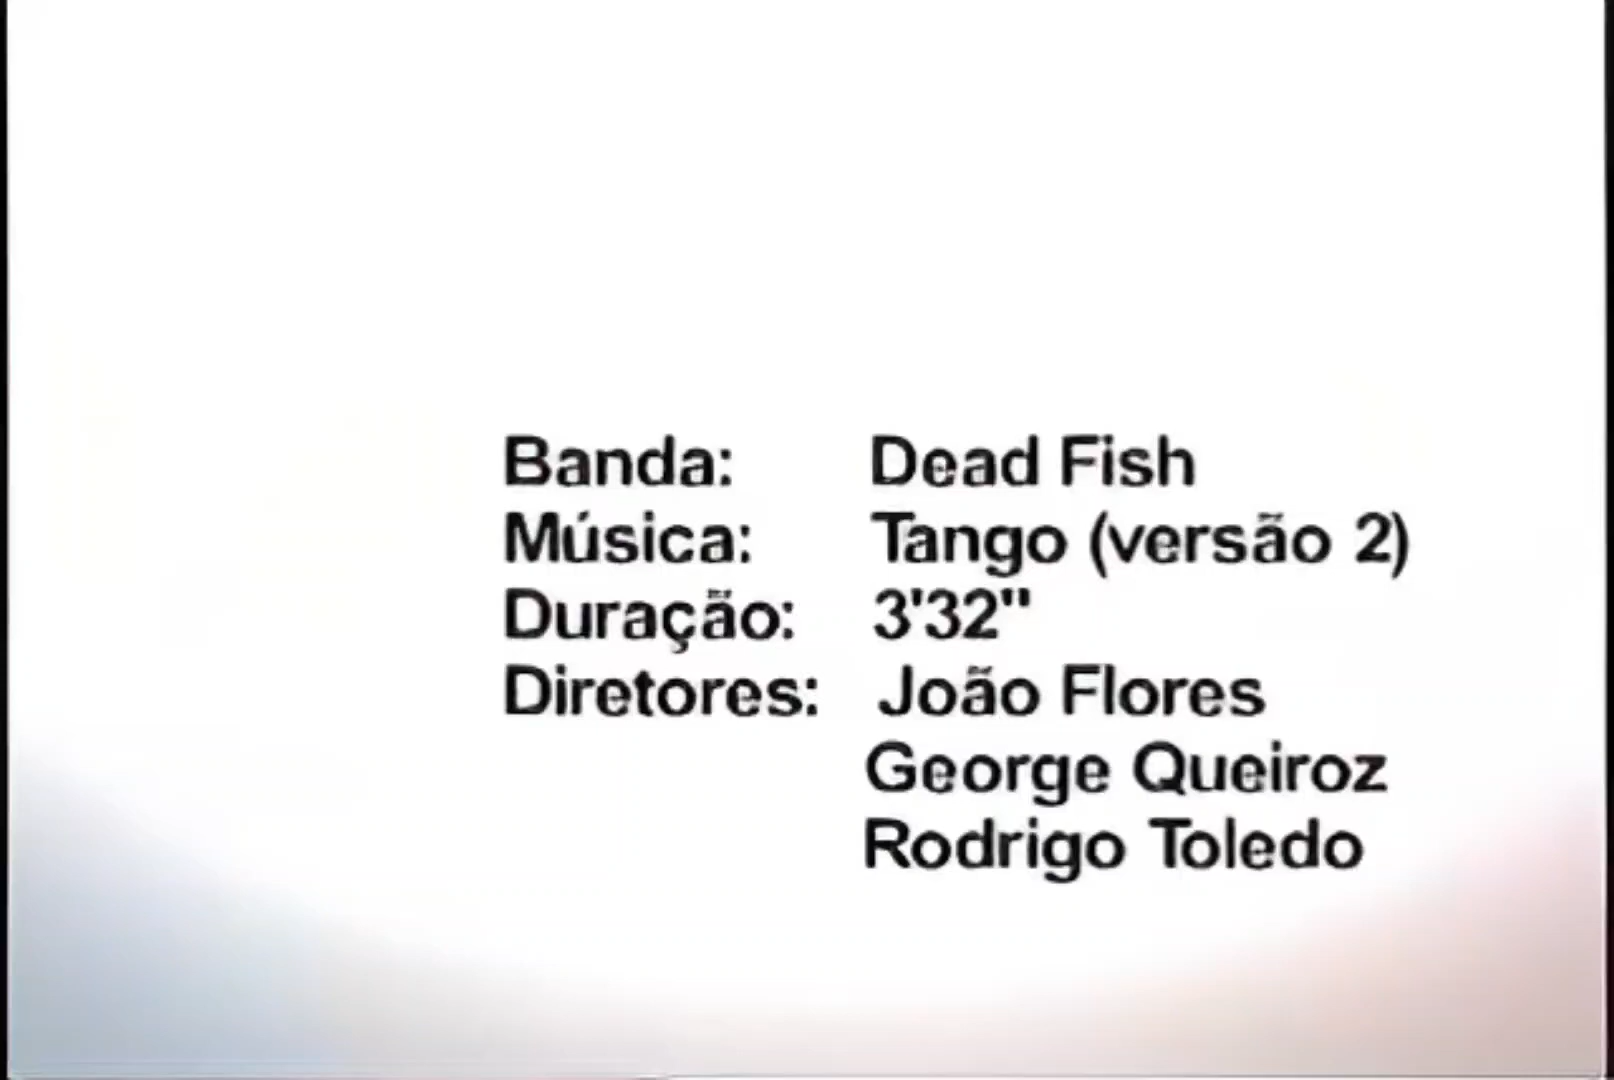 Banda: Dead Fish
Música: Tango (versão 2)
Duração: 3'32"
Diretores: João Flores
George Queiroz
Rodrigo Toledo